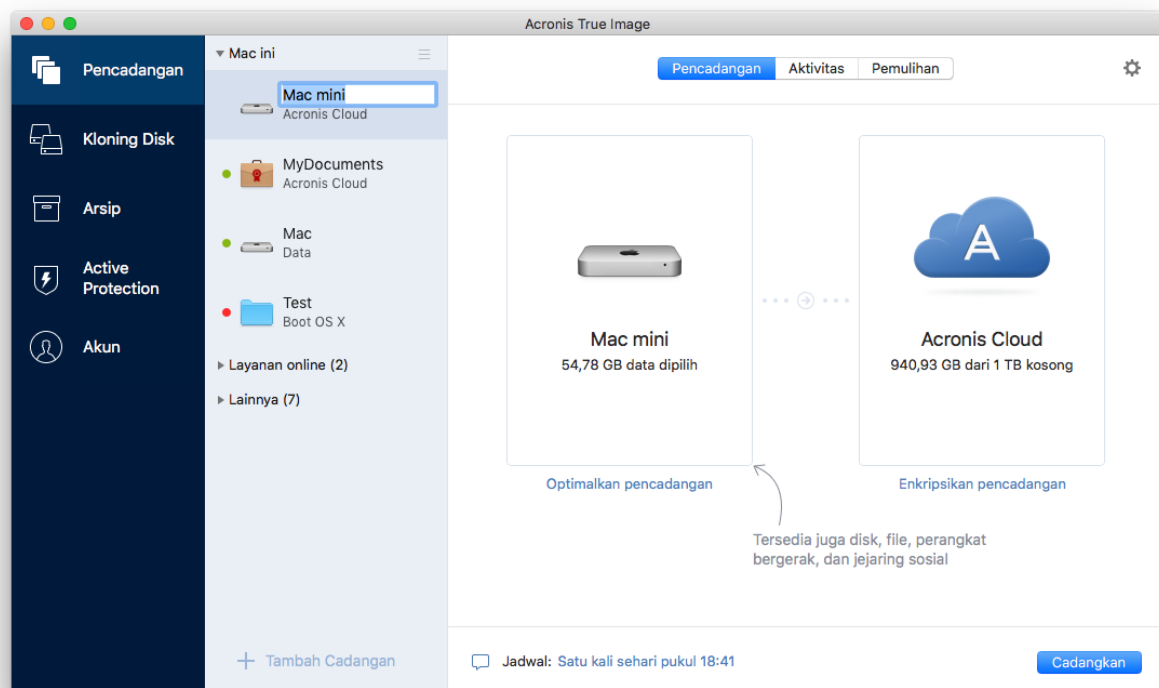 Acronis True Image
Pencadangan
Kloning Disk
Arsip
Active
Protection
Akun
Mac ini
Mac mini
Acronis Cloud
MyDocuments
Acronis Cloud
Mac
Data
Test
Boot OS X
Layanan online (2)
Lainnya (7)
Tambah Cadangan
Pencadangan Aktivitas Pemulihan
Mac mini
54,78 GB data dipilih
Optimalkan pencadangan
A
Acronis Cloud
940,93 GB dari 1 TB kosong
Enkripsikan pencadangan
Tersedia juga disk, file, perangkat
bergerak, dan jejaring sosial
Jadwal: Satu kali sehari pukul 18:41
Cadangkan